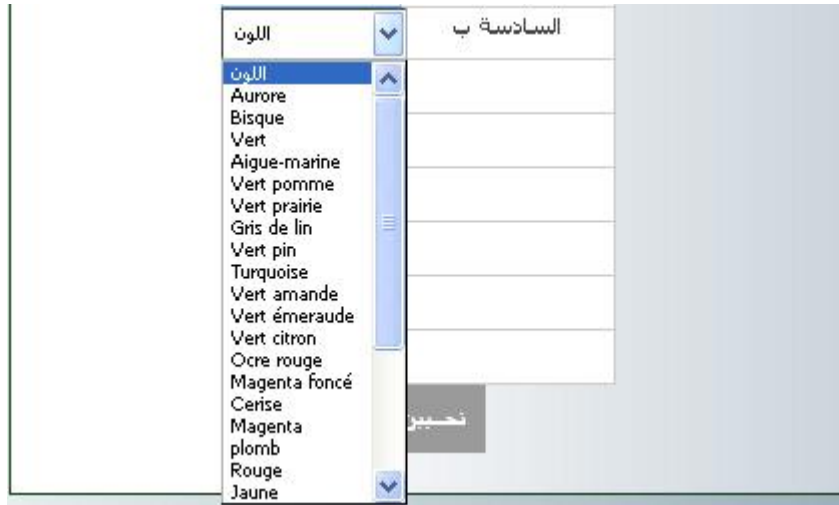 السادسة ب
اللون
اللون
Aurore
Bisque
Vert
Aigue-marine
Vert pomme
Vert prairie
Gris de lin
Vert pin
Turquoise
Vert amande
Vert émeraude
Vert citron
Ocre rouge
Magenta foncé
Cerise
Magenta
plomb
Rouge
Jaune